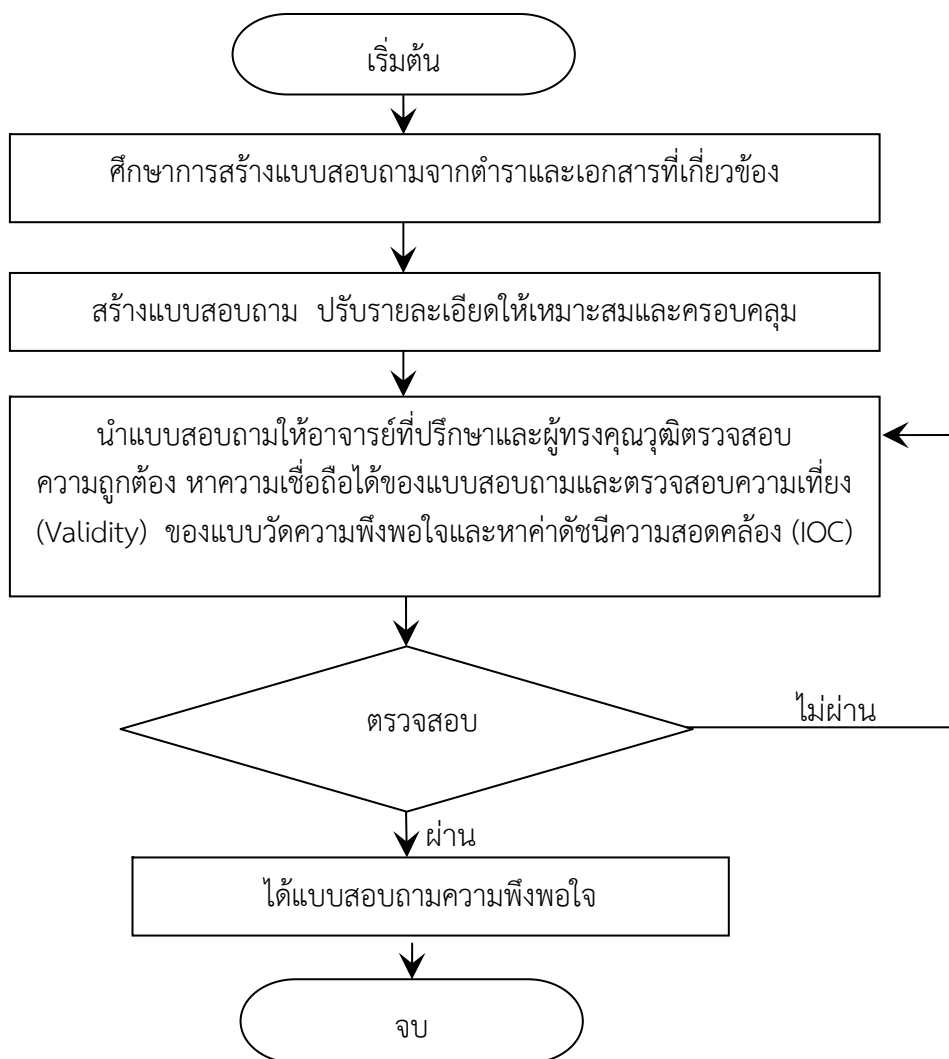 เริ่มต้น
ศึกษาการสร้างแบบสอบถามจากตำราและเอกสารที่เกี่ยวข้อง
สร้างแบบสอบถาม ปรับรายละเอียดให้เหมาะสมและครอบคลุม
นำแบบสอบถามให้อาจารย์ที่ปรึกษาและผู้ทรงคุณวุฒิตรวจสอบ
ความถูกต้อง หาความเชื่อถือได้ของแบบสอบถามและตรวจสอบความเที่ยง
(Validity) ของแบบวัดความพึงพอใจและหาค่าดัชนีความสอดคล้อง (IOC)
ตรวจสอบ
ไม่ผ่าน
ผ่าน
ได้แบบสอบถามความพึงพอใจ
จบ